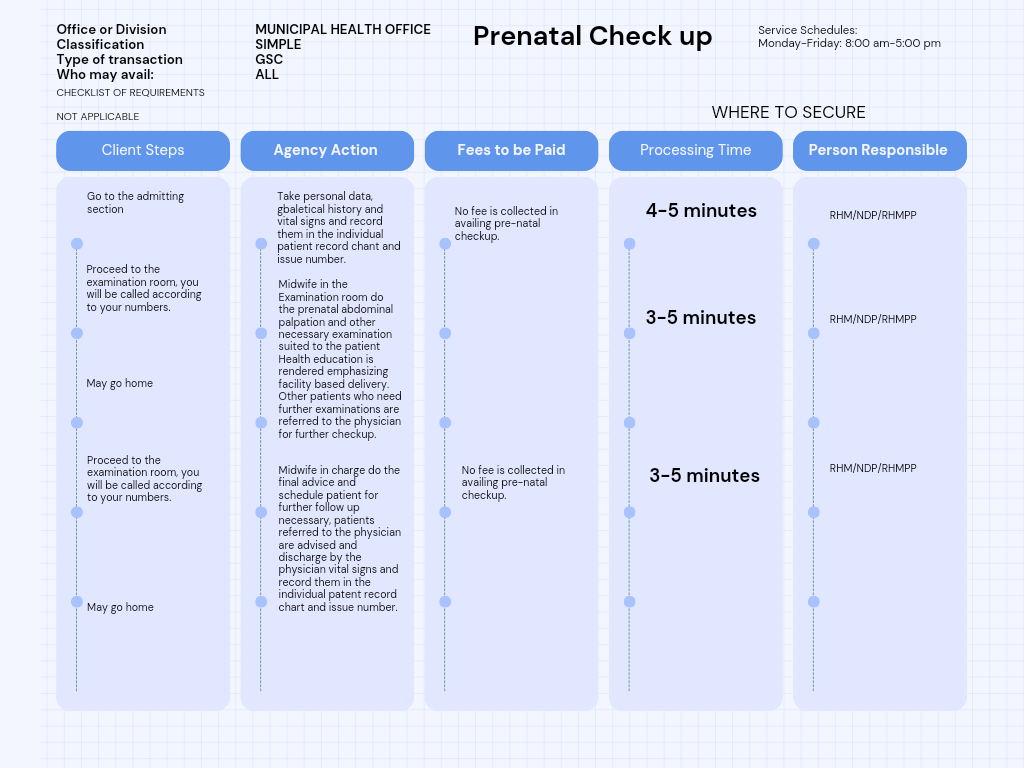 Office or Division
Classification
Type of transaction
Who may avail:
MUNICIPAL HEALTH OFFICE
SIMPLE
GSC
ALL
Prenatal Check up
Service Schedules:
Monday-Friday: 8:00 am-5:00 pm
CHECKLIST OF REQUIREMENTS
NOT APPLICABLE
WHERE TO SECURE
Client Steps
Agency Action
Fees to be Paid
Processing Time
Person Responsible
Go to the admitting
section
Proceed to the
examination room, you
will be called according
to your numbers.
May go home
Proceed to the
examination room, you
will be called according
to your numbers.
May go home
Take personal data,
gbaletical history and
vital signs and record
them in the individual
patient record chant and
issue number.
Midwife in the
Examination room do
the prenatal abdominal
palpation and other
necessary examination
suited to the patient
Health education is
rendered emphasizing
facility based delivery.
Other patients who need
further examinations are
referred to the physician
for further checkup.
Midwife in charge do the
final advice and
schedule patient for
further follow up
necessary, patients
referred to the physician
are advised and
discharge by the
physician vital signs and
record them in the
individual patent record
chart and issue number.
No fee is collected in
availing pre-natal
checkup.
No fee is collected in
availing pre-natal
checkup.
4-5 minutes
3-5 minutes
3-5 minutes
RHM/NDP/RHMPP
RHM/NDP/RHMPP
RHM/NDP/RHMPP